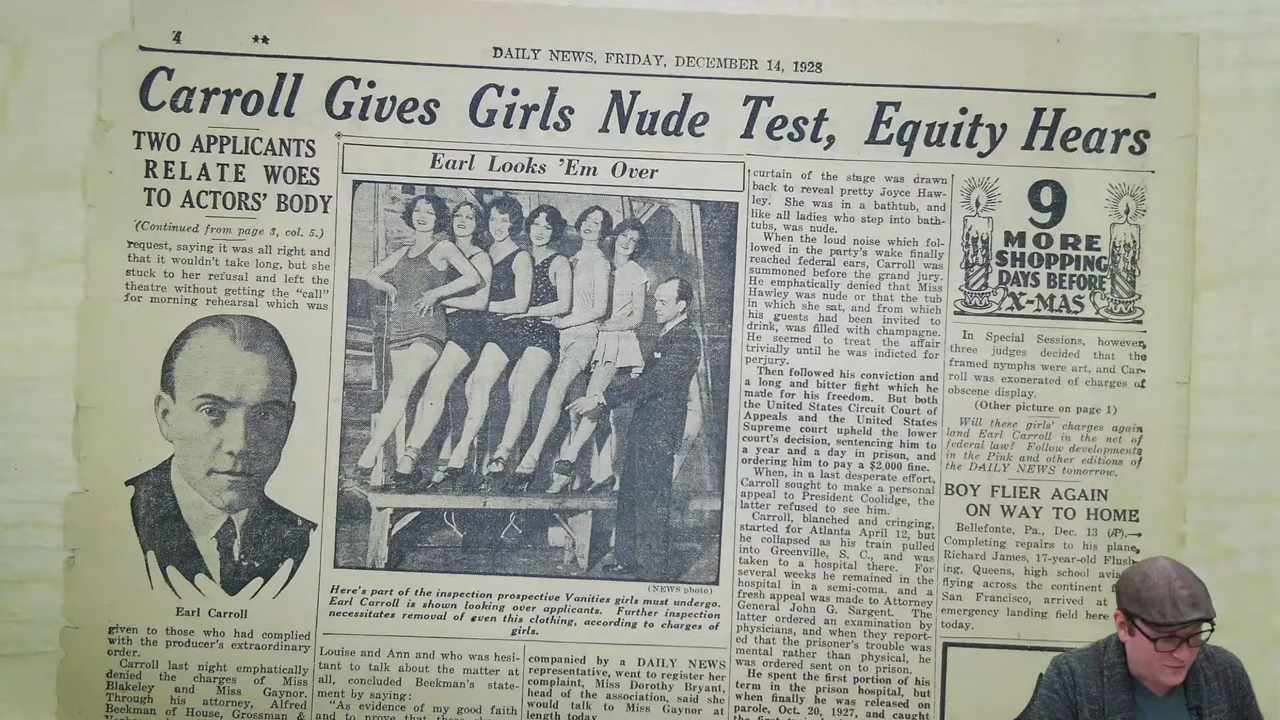 4
**
DAILY NEWS, FRIDAY, DECEMBER 14, 1928
Carroll Gives Girls Nude Test, Equity Hears
TWO APPLICANTS
RELATE WOES
TO ACTORS' BODY
(Continued from page 3, col. 5.)
request, saying it was all right and
that it wouldn't take long, but she
stuck to her refusal and left the
theatre without getting the "call"
for morning rehearsal which was
Earl Carroll
given to those who had complied
with the producer's extraordinary
order.
Carroll last night emphatically
denied the charges of Miss
Blakeley and Miss Gaynor.
Through his attorney, Alfred
Beekman of House, Grossman &
Earl Looks 'Em Over
(NEWS photo)
Here's part of the inspection prospective Vanities girls must undergo.
Earl Carroll is shown looking over applicants. Further inspection
necessitates removal of even this clothing, according to charges of
girls.
Louise and Ann and who was hesi-
tant to talk about the matter at
all, concluded Beekman's state-
ment by saying:
"As evidence of my good faith
companied by a DAILY NEWS
representative, went to register her
complaint, Miss Dorothy Bryant,
head of the association, said she
would talk to Miss Gaynor at
length today.
curtain of the stage was drawn
back to reveal pretty Joyce Haw-
ley. She was in a bathtub, and
like all ladies who step into bath-
tubs, was nude.
When the loud noise which fol-
lowed in the party's wake finally
reached federal ears, Carroll was
summoned before the grand jury.
He emphatically denied that Miss
Hawley was nude or that the tub
in which she sat, and from which
his guests had been invited to
drink, was filled with champagne.
He seemed to treat the affair
trivially until he was indicted for
perjury.
Then followed his conviction and
a long and bitter fight which he
made for his freedom. But both
the United States Circuit Court of
Appeals and the United States
Supreme court upheld the lower
court's decision, sentencing him to
a year and a day in prison, and
ordering him to pay a $2,000 fine.
When, in a last desperate effort,
Carroll sought to make a personal
appeal to President Coolidge, the
latter refused to see him.
Carroll, blanched and cringing,
started for Atlanta April 12, but
he collapsed as his train pulled
into Greenville, S. C., and was
taken to a hospital there. For
several weeks he remained in the
hospital in a semi-coma, and a
fresh appeal was made to Attorney
General John G. Sargent. The
latter ordered an examination by
physicians, and when they report-
ed that the prisoner's trouble was
mental rather than physical, he
was ordered sent on to prison.
He spent the first portion of his
term in the prison hospital, but
when finally he was released on
parole, Oct. 20, 1927, and caught
9
MORE
SHOPPING
DAYS BEFORE
X-MAS
In Special Sessions, however,
three judges decided that the
framed nymphs were art, and Car-
roll was exonerated of charges of
obscene display.
(Other picture on page 1)
Will these girls' charges again
land Earl Carroll in the net of
federal law? Follow developments
in the Pink and other editions of
the DAILY NEWS tomorrow.
BOY FLIER AGAIN
ON WAY TO HOME
Bellefonte, Pa., Dec. 13 (AP).—
Completing repairs to his plane,
Richard James, 17-year-old Flush-
ing, Queens, high school
flying across the continent
San Francisco, arrived at
emergency landing field here
today.